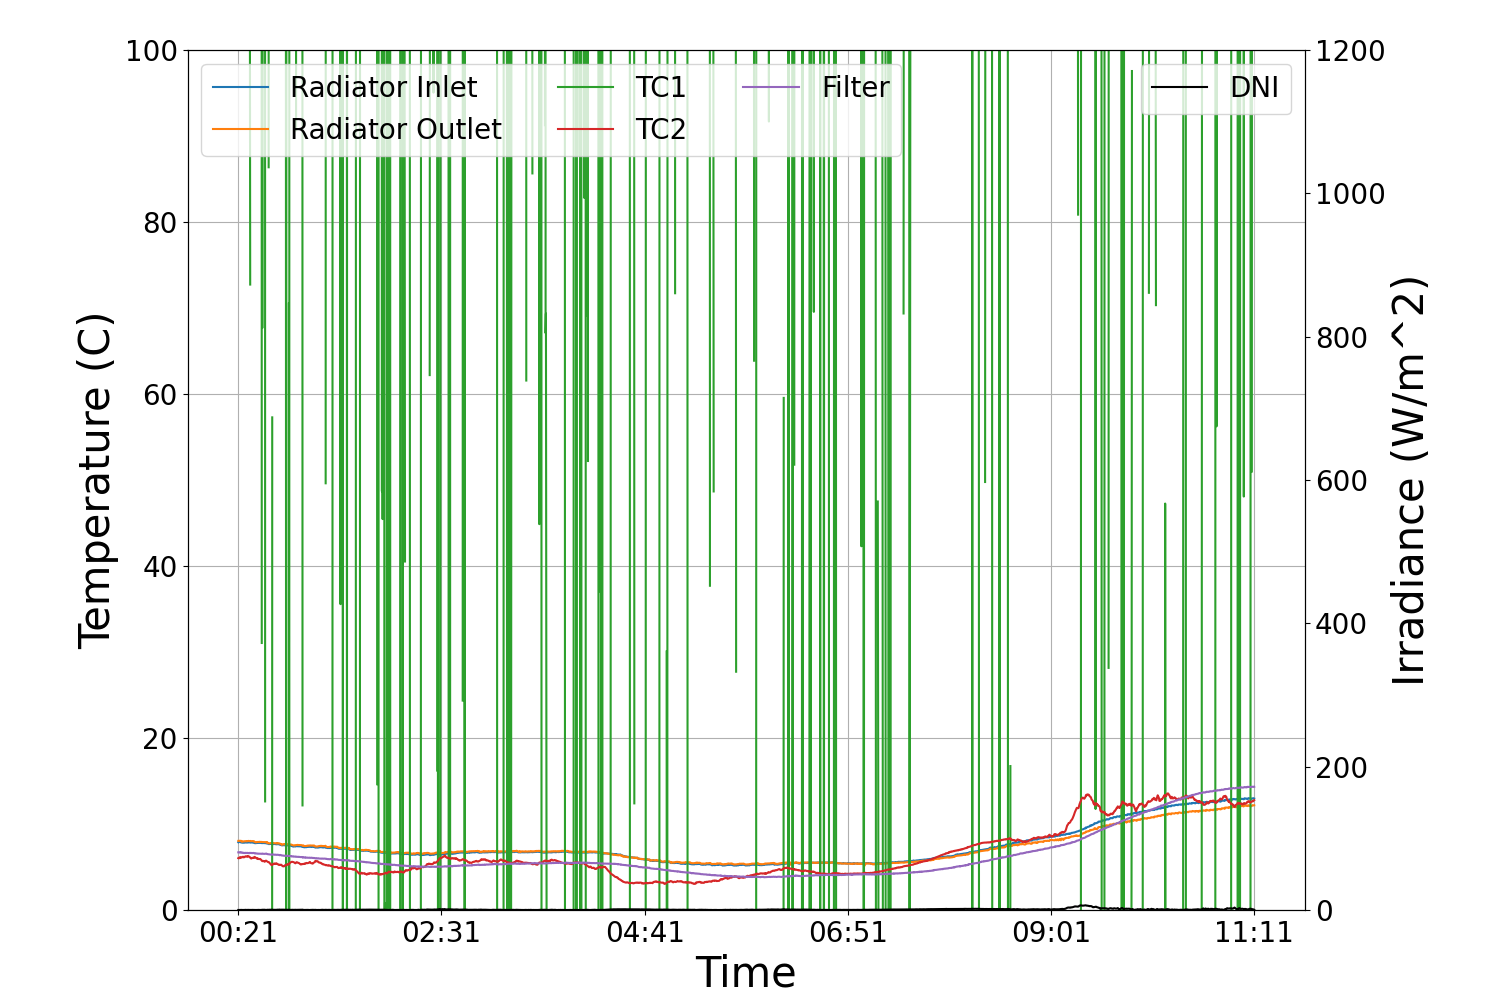 100
80
60
40
20
0
Temperature (C)
Radiator Inlet
Radiator Outlet
TC1
TC2
Filter
DNI
1200
1000
800
600
400
200
0
Irradiance (W/m^2)
00:21
02:31
04:41
06:51
09:01
11:11
Time